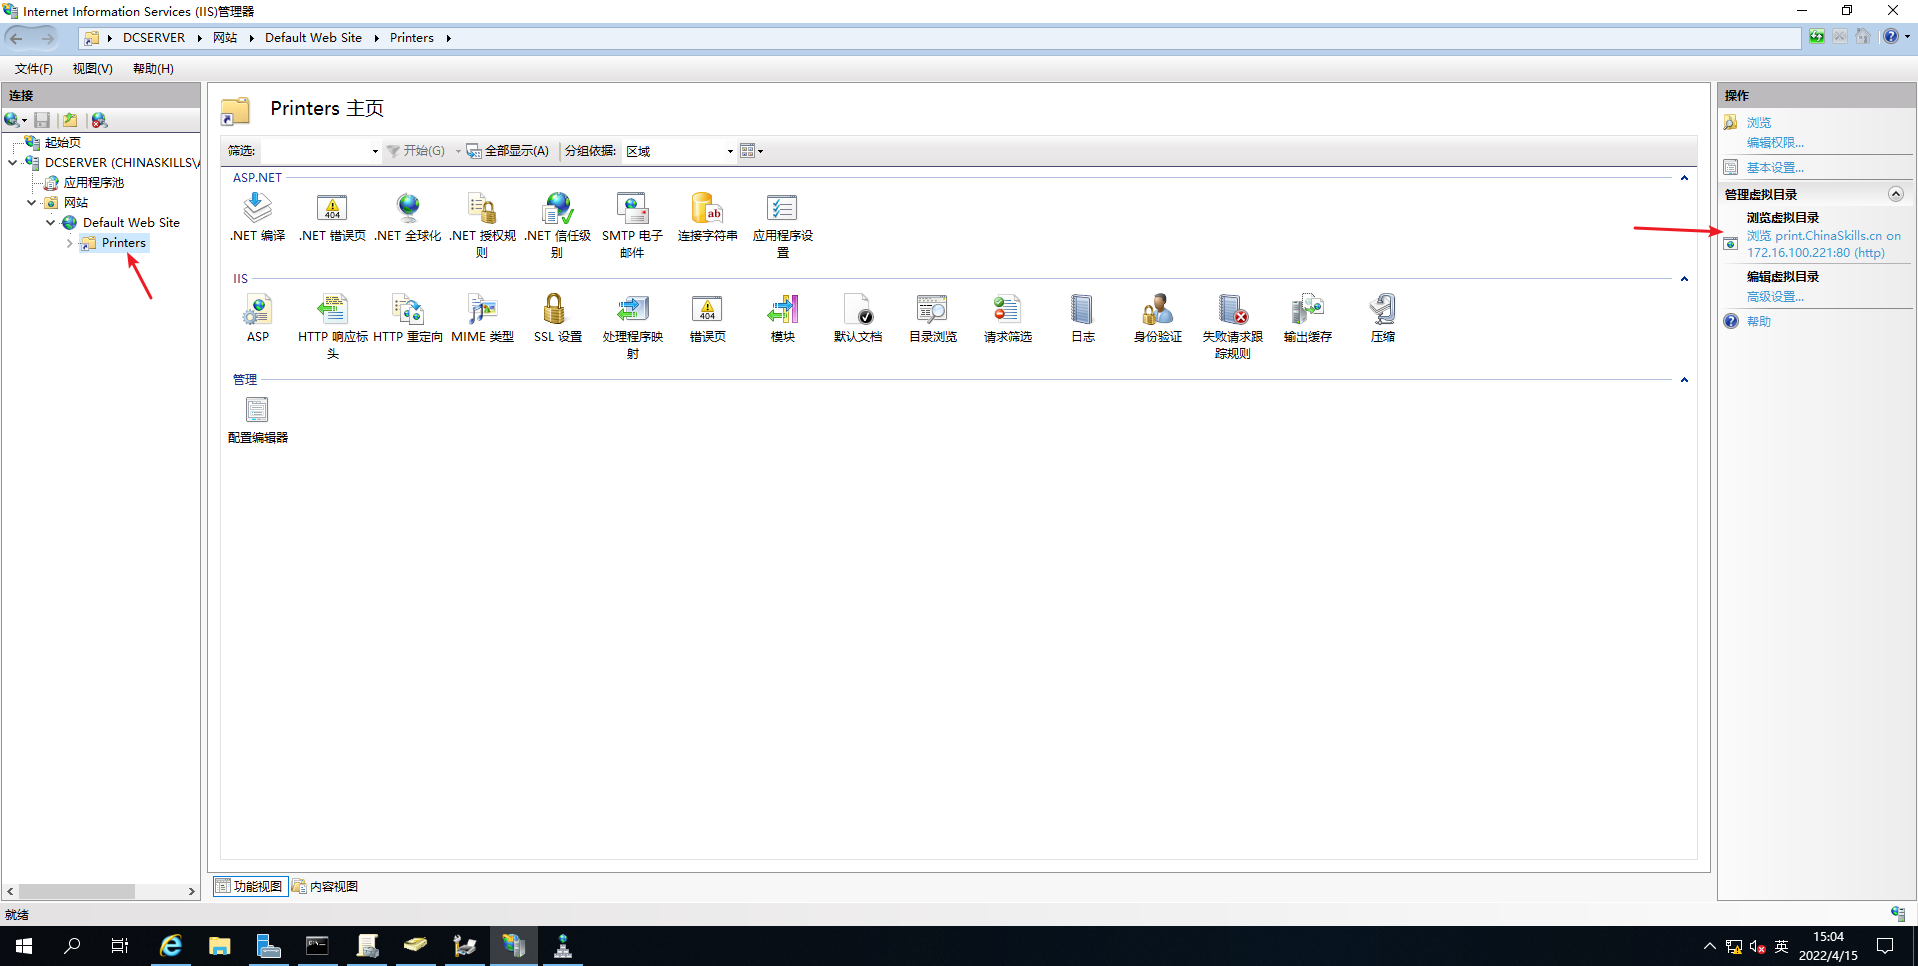 Internet Information Services (IIS)管理器
DCSERVER 网站 Default Web Site Printers
文件(F) 视图(V) 帮助(H)
连接
起始页
DCSERVER (CHINASKILLS\
应用程序池
网站
Default Web Site
Printers
Printers 主页
筛选: 开始(G) 全部显示(A) 分组依据: 区域
ASP.NET
.NET 编译
.NET 错误页
.NET 全球化
.NET 授权规
则
.NET 信任级
别
SMTP 电子
邮件
连接字符串
应用程序设
置
IIS
ASP
HTTP 响应标
头
HTTP 重定向
MIME 类型
SSL 设置
处理程序映
射
错误页
模块
默认文档
目录浏览
请求筛选
日志
身份验证
失败请求跟
踪规则
输出缓存
压缩
管理
配置编辑器
功能视图 内容视图
操作
浏览
编辑权限...
基本设置...
管理虚拟目录
浏览虚拟目录
浏览 print.ChinaSkills.cn on
172.16.100.221:80 (http)
编辑虚拟目录
高级设置...
帮助
就绪
英
15:04
2022/4/15